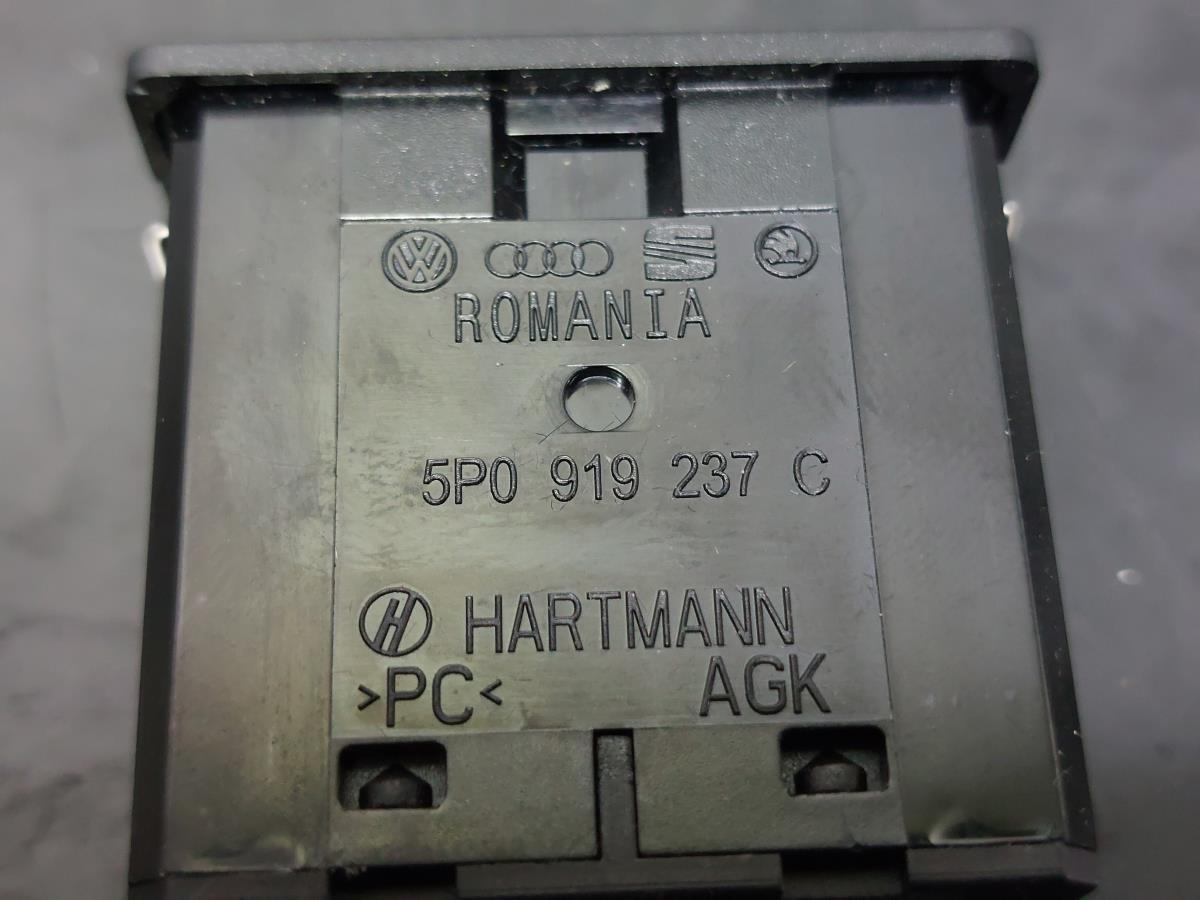 ROMANIA
5P0 919 237 C
H HARTMANN
>PC< AGK